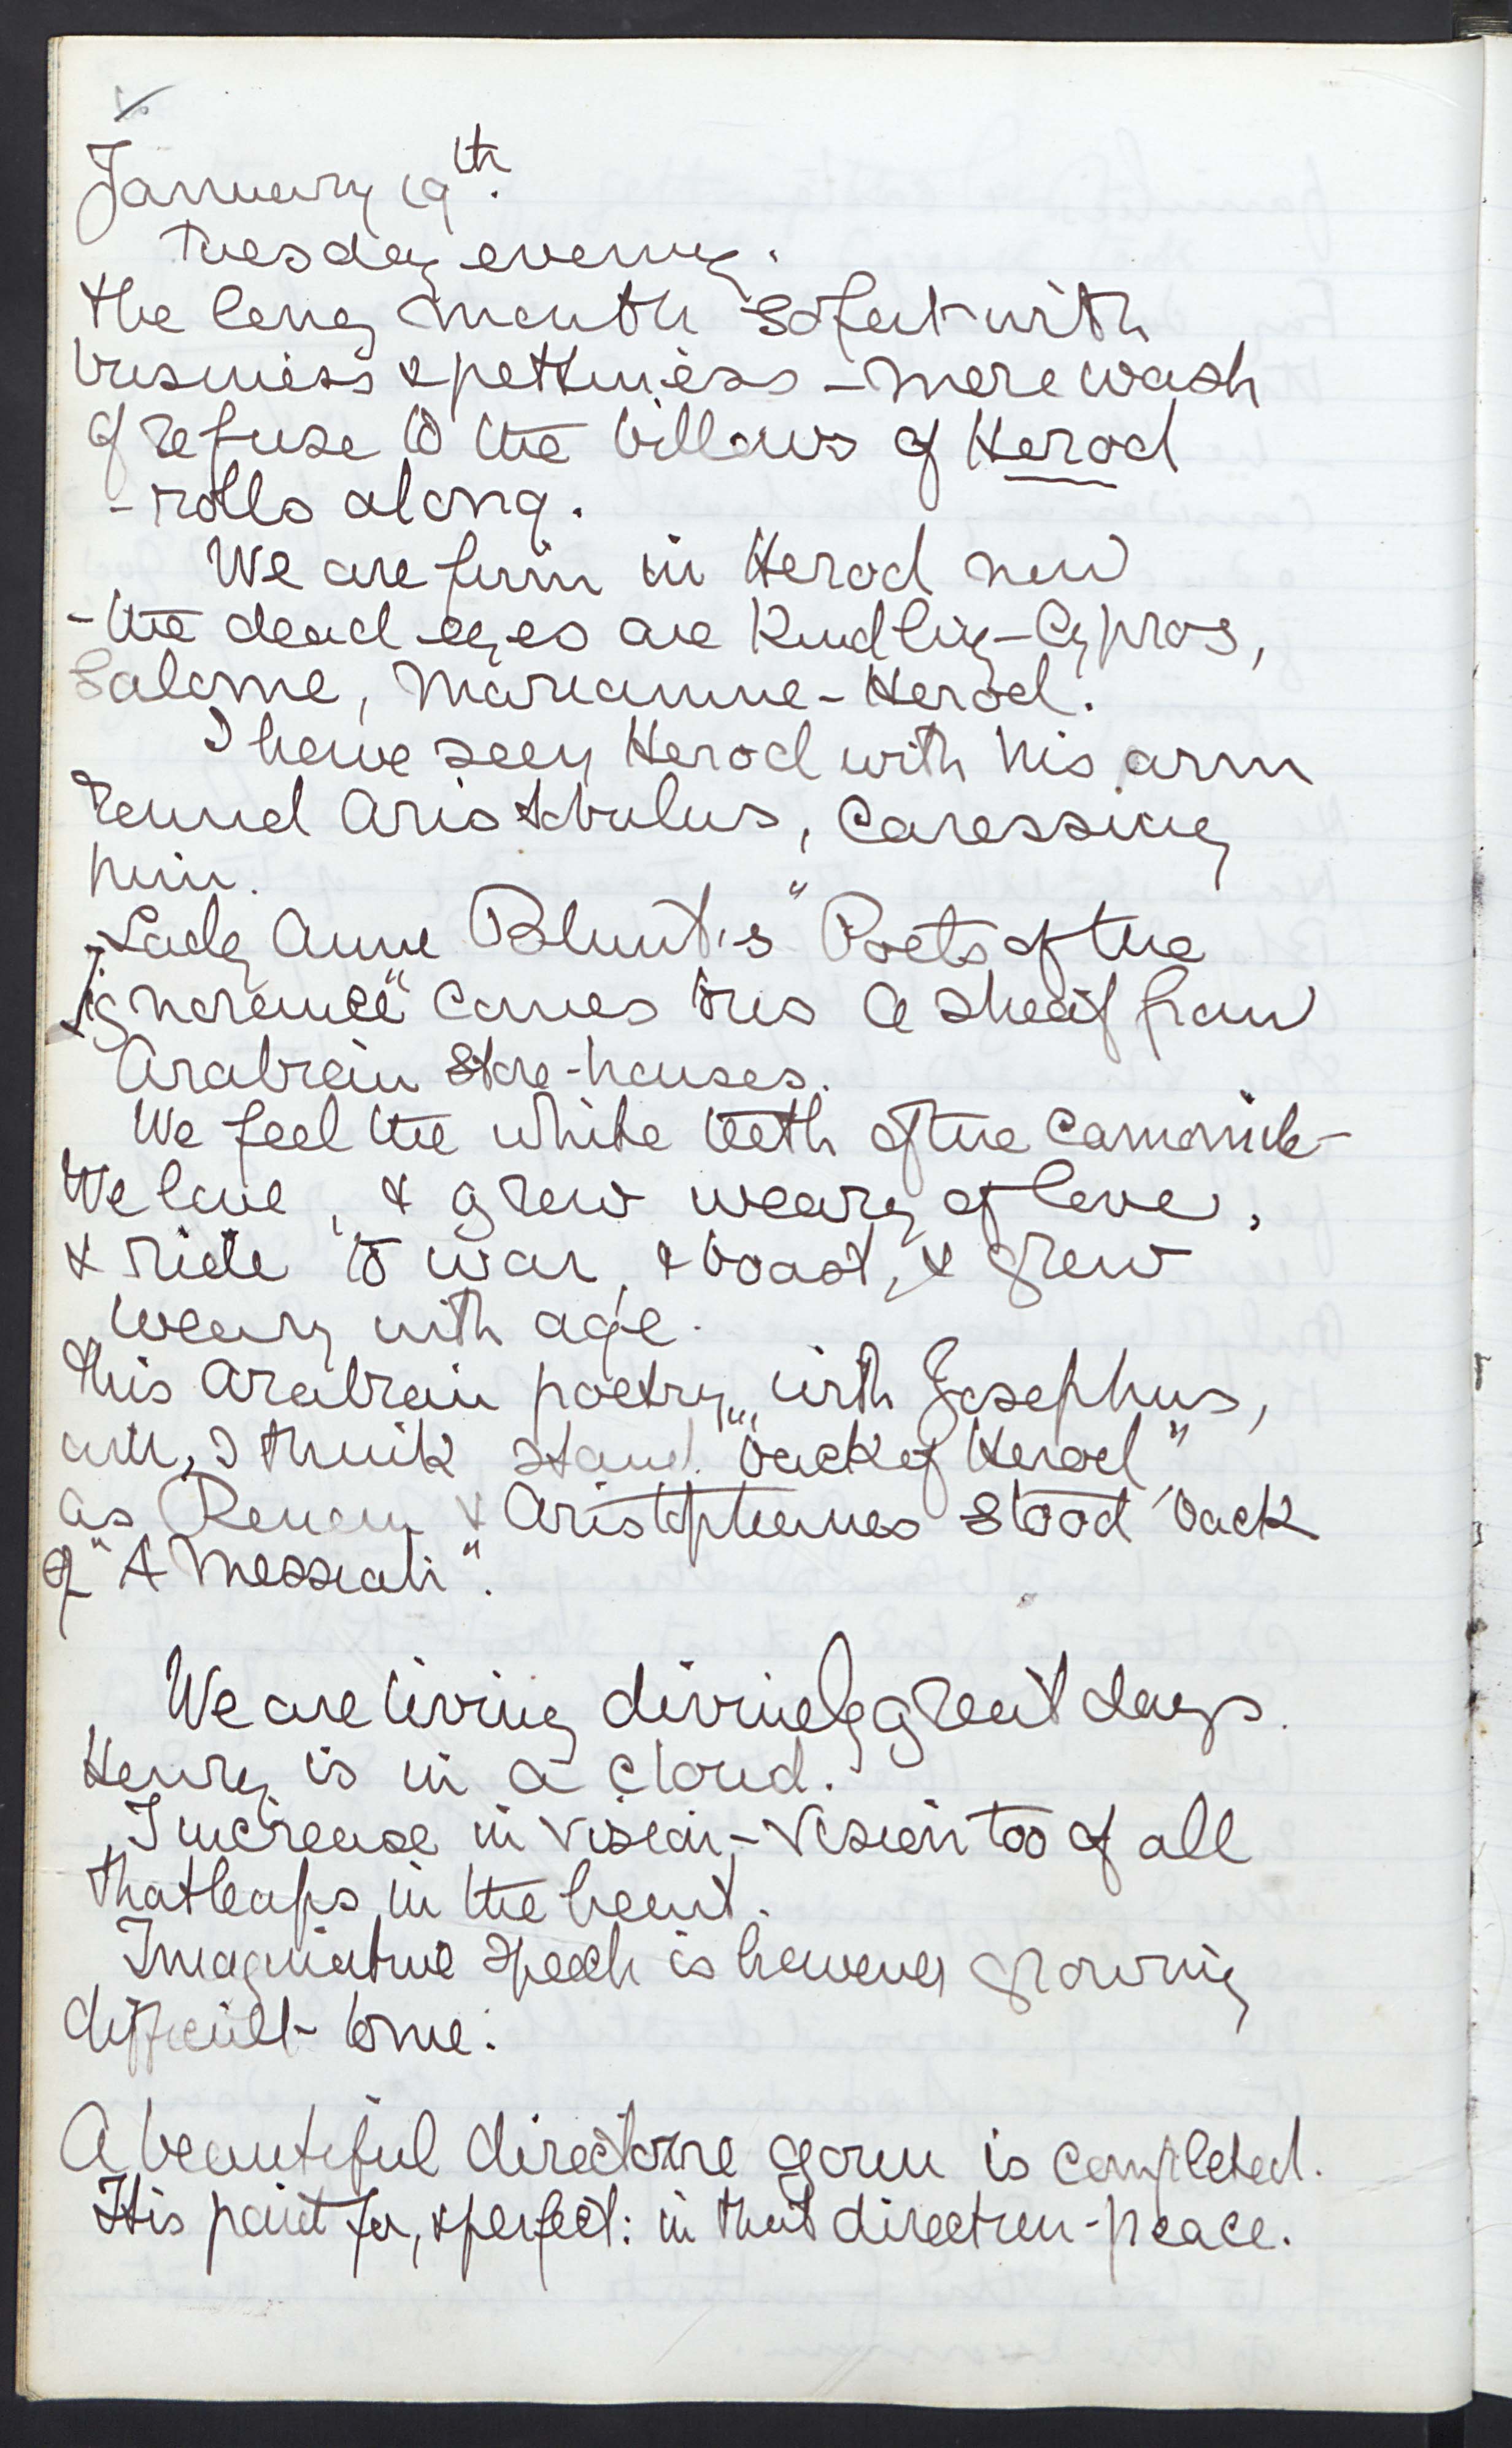 January 19th.
Tuesday evening.
The long month so full with
business & pettiness – mere wash
of refuse to the billows of Herod
– rolls along.
We are firm in Herod now
– the dead eyes are kindling – Cypros,
Salome, Mariamne – Herod.
I have seen Herod with his arm
round Aristobulus, caressing
him.
Lady Anne Blunt's "Poets of the
ignorance" comes us a sheaf from
Arabian store-houses.
We feel the white teeth of the
We love, & grow weary of love,
& ride to war, & boast, & grow
weary with age.
This Arabian poetry, with Josephus,
will, I think stand "back of Herod"
as Renan & Aristophanes stood back
of "A Messiah".
We are living divinely great days.
Henry is in a cloud.
I increase in vision – vision too of all
that leaps in the heart.
Imaginative speech is however growing
difficult to me.
A beautiful directoire gown is completed.
It is paid for, & perfect: in that direction – peace.